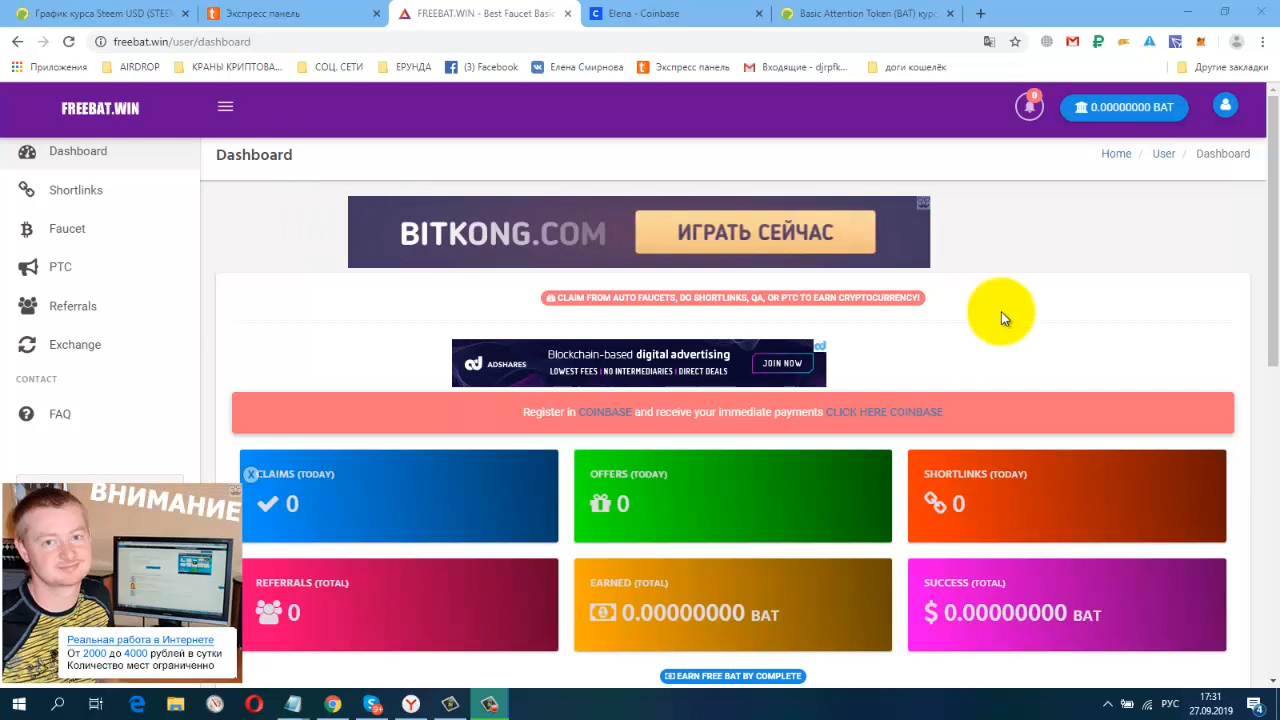 График Steem USD (STEEM
Экспресс панель
FREEBAT.WIN - Best Faucet Basic
Elena - Coinbase
Basic Attention Token (BAT) курс
freebat.win/user/dashboard
Приложения
AIRDROP
КРАНЫ КРИПТОВА...
СОЦ. СЕТИ
ЕРУНДА
(3) Facebook
Елена Смирнова
Экспресс панель
Входящие - djrpfk...
доги кошелёк
Другие закладки
FREEBAT.WIN
0
0.00000000 BAT
Dashboard
Shortlinks
Faucet
PTC
Referrals
Exchange
CONTACT
FAQ
Dashboard
Home / User / Dashboard
BITKONG.COM
ИГРАТЬ СЕЙЧАС
CLAIM FROM AUTO FAUCETS, DO SHORTLINKS, QA, OR PTC TO EARN CRYPTOCURRENCY!
ad ADSHARES
Blockchain-based digital advertising
LOWEST FEES | NO INTERMEDIARIES | DIRECT DEALS
JOIN NOW
ad
Register in COINBASE and receive your immediate payments CLICK HERE COINBASE
X
CLAIMS (TODAY)
0
OFFERS (TODAY)
0
SHORTLINKS (TODAY)
0
REFERRALS (TOTAL)
0
EARNED (TOTAL)
0.00000000 BAT
SUCCESS (TOTAL)
$ 0.00000000 BAT
EARN FREE BAT BY COMPLETE
ВНИМАНИЕ
Реальная работа в Интернете
От 2000 до 4000 рублей в сутки
Количество мест ограниченно
РУС
17:31
27.09.2019
4